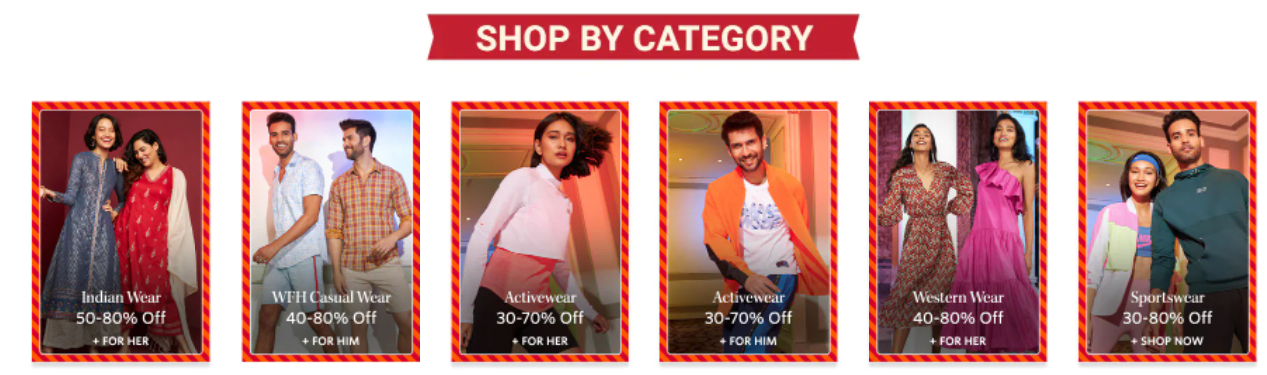 SHOP BY CATEGORY
Indian Wear
50-80% Off
+ FOR HER
WFH Casual Wear
40-80% Off
+ FOR HIM
Activewear
30-70% Off
+ FOR HER
Activewear
30-70% Off
+ FOR HIM
Western Wear
40-80% Off
+ FOR HER
Sportswear
30-80% Off
+ SHOP NOW